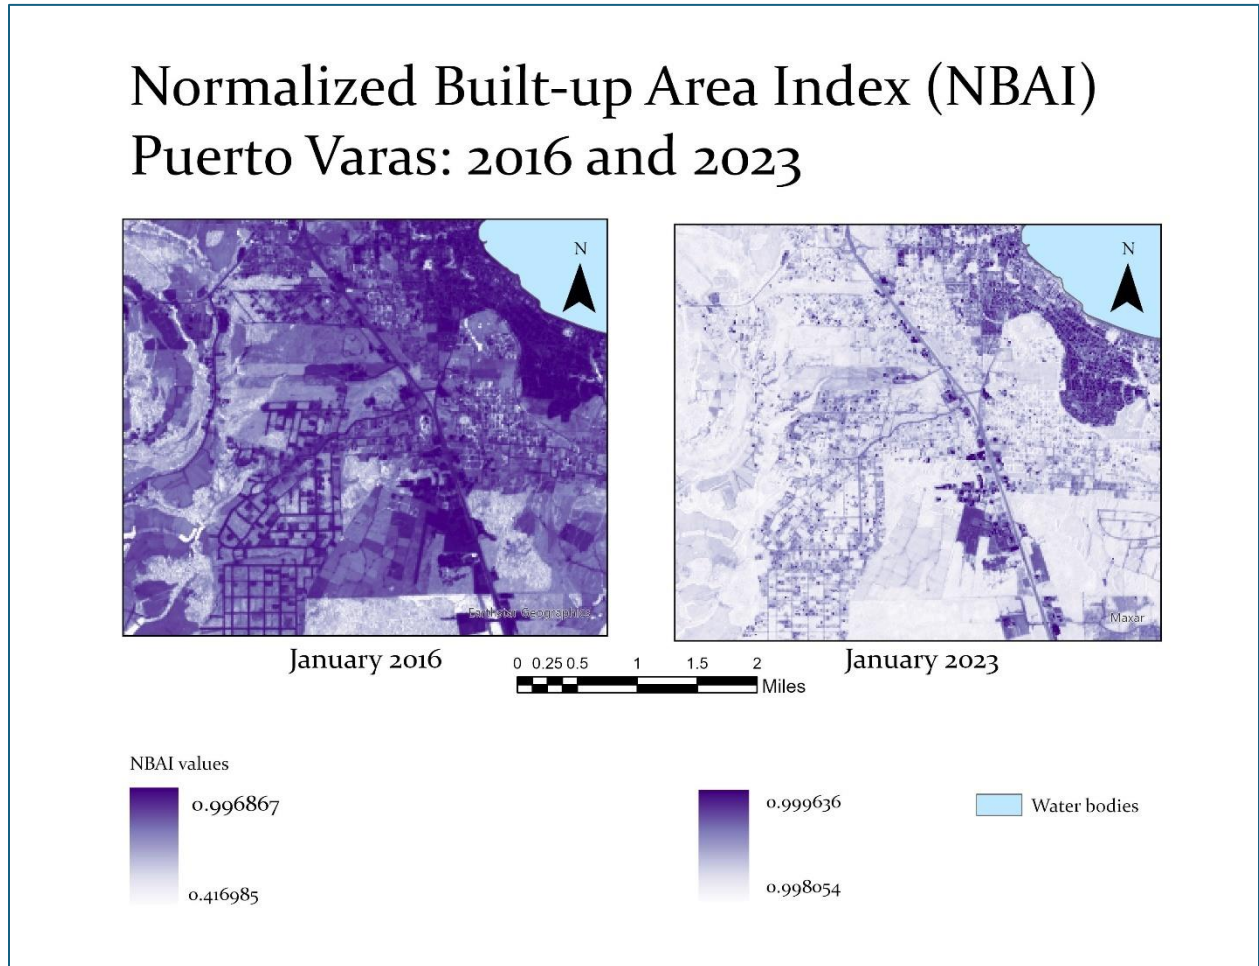 Normalized Built-up Area Index (NBAI)
Puerto Varas: 2016 and 2023
N
N
Earthstar Geographics
Maxar
January 2016
January 2023
0 0.25 0.5 1 1.5 2
Miles
NBAI values
0.996867
0.416985
0.999636
0.998054
Water bodies